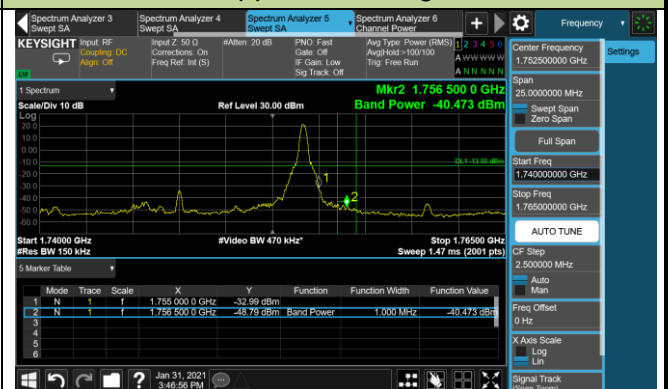 Spectrum Analyzer 3
Swept SA
Spectrum Analyzer 4
Swept SA
Spectrum Analyzer 5
Swept SA
Spectrum Analyzer 6
Channel Power
Frequency
KEYSIGHT
Input: RF
Coupling: DC
Align: Off
Input Z: 50 Ω
Corrections: On
Freq Ref: Int (S)
#Atten: 20 dB
PNO: Fast
Gate: Off
IF Gain: Low
Sig Track: Off
Avg Type: Power (RMS)
Avg|Hold:>100/100
Trig: Free Run
1 2 3 4 5 6
A W W W W W
A N N N N N
1 Spectrum
Scale/Div 10 dB
Log
Ref Level 30.00 dBm
Mkr2 1.756 500 0 GHz
Band Power -40.473 dBm
20.0
10.0
0.00
-10.0
-20.0
-30.0
-40.0
-50.0
-60.0
DL1 -13.00 dBm
1
2
Start 1.74000 GHz
#Res BW 150 kHz
#Video BW 470 kHz*
Stop 1.76500 GHz
Sweep 1.47 ms (2001 pts)
5 Marker Table
Mode Trace Scale X Y Function Function Width Function Value
1 N 1 f 1.755 000 0 GHz -32.99 dBm
2 N 1 f 1.756 500 0 GHz -48.79 dBm Band Power 1.000 MHz -40.473 dBm
3
4
5
6
Jan 31, 2021
3:46:56 PM
Center Frequency
1.752500000 GHz
Settings
Span
25.0000000 MHz
Swept Span
Zero Span
Full Span
Start Freq
1.740000000 GHz
Stop Freq
1.765000000 GHz
AUTO TUNE
CF Step
2.500000 MHz
Auto
Man
Freq Offset
0 Hz
X Axis Scale
Log
Lin
Signal Track
(Span Zoom)